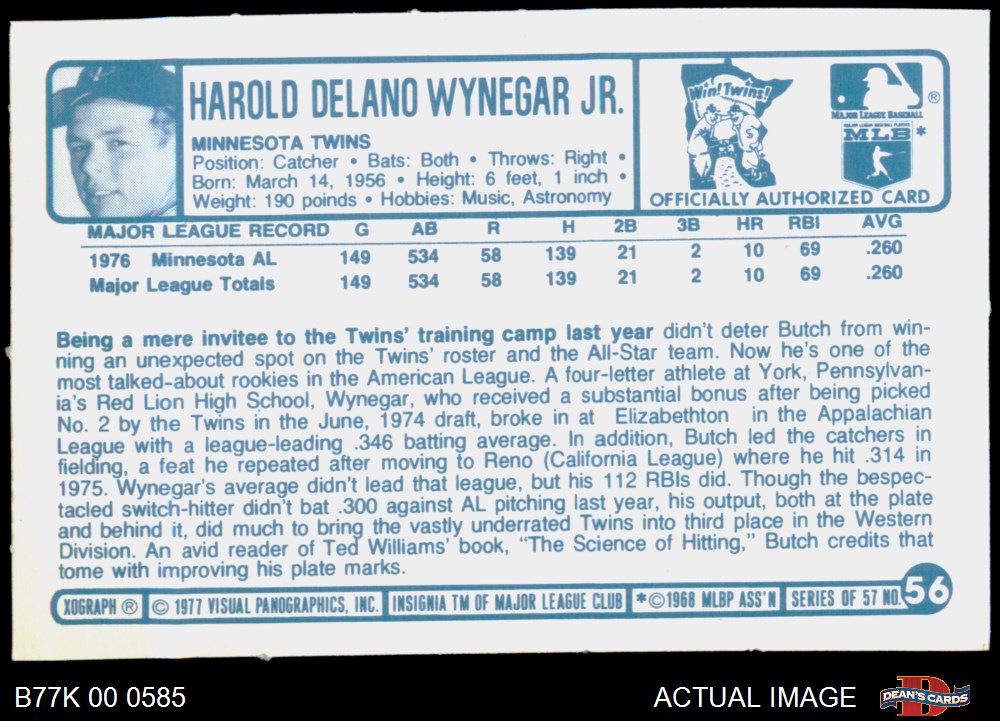 HAROLD DELANO WYNEGAR JR.
MINNESOTA TWINS
Position: Catcher • Bats: Both • Throws: Right •
Born: March 14, 1956 • Height: 6 feet, 1 inch •
Weight: 190 poinds • Hobbies: Music, Astronomy
Win! Twins!
®
MAJOR LEAGUE BASEBALL
MAJOR LEAGUE BASEBALL PLAYERS
MLB *
OFFICIALLY AUTHORIZED CARD
MAJOR LEAGUE RECORD G AB R H 2B 3B HR RBI AVG
1976 Minnesota AL 149 534 58 139 21 2 10 69 .260
Major League Totals 149 534 58 139 21 2 10 69 .260
Being a mere invitee to the Twins' training camp last year didn't deter Butch from win-
ning an unexpected spot on the Twins' roster and the All-Star team. Now he's one of the
most talked-about rookies in the American League. A four-letter athlete at York, Pennsylvan-
ia's Red Lion High School, Wynegar, who received a substantial bonus after being picked
No. 2 by the Twins in the June, 1974 draft, broke in at Elizabethton in the Appalachian
League with a league-leading .346 batting average. In addition, Butch led the catchers in
fielding, a feat he repeated after moving to Reno (California League) where he hit .314 in
1975. Wynegar's average didn't lead that league, but his 112 RBIs did. Though the bespec-
tacled switch-hitter didn't bat .300 against AL pitching last year, his output, both at the plate
and behind it, did much to bring the vastly underrated Twins into third place in the Western
Division. An avid reader of Ted Williams' book, "The Science of Hitting," Butch credits that
tome with improving his plate marks.
XOGRAPH ® © 1977 VISUAL PANOGRAPHICS, INC. INSIGNIA TM OF MAJOR LEAGUE CLUB *©1968 MLBP ASS'N SERIES OF 57 NO. 56
B77K 00 0585 ACTUAL IMAGE DEAN'S CARDS